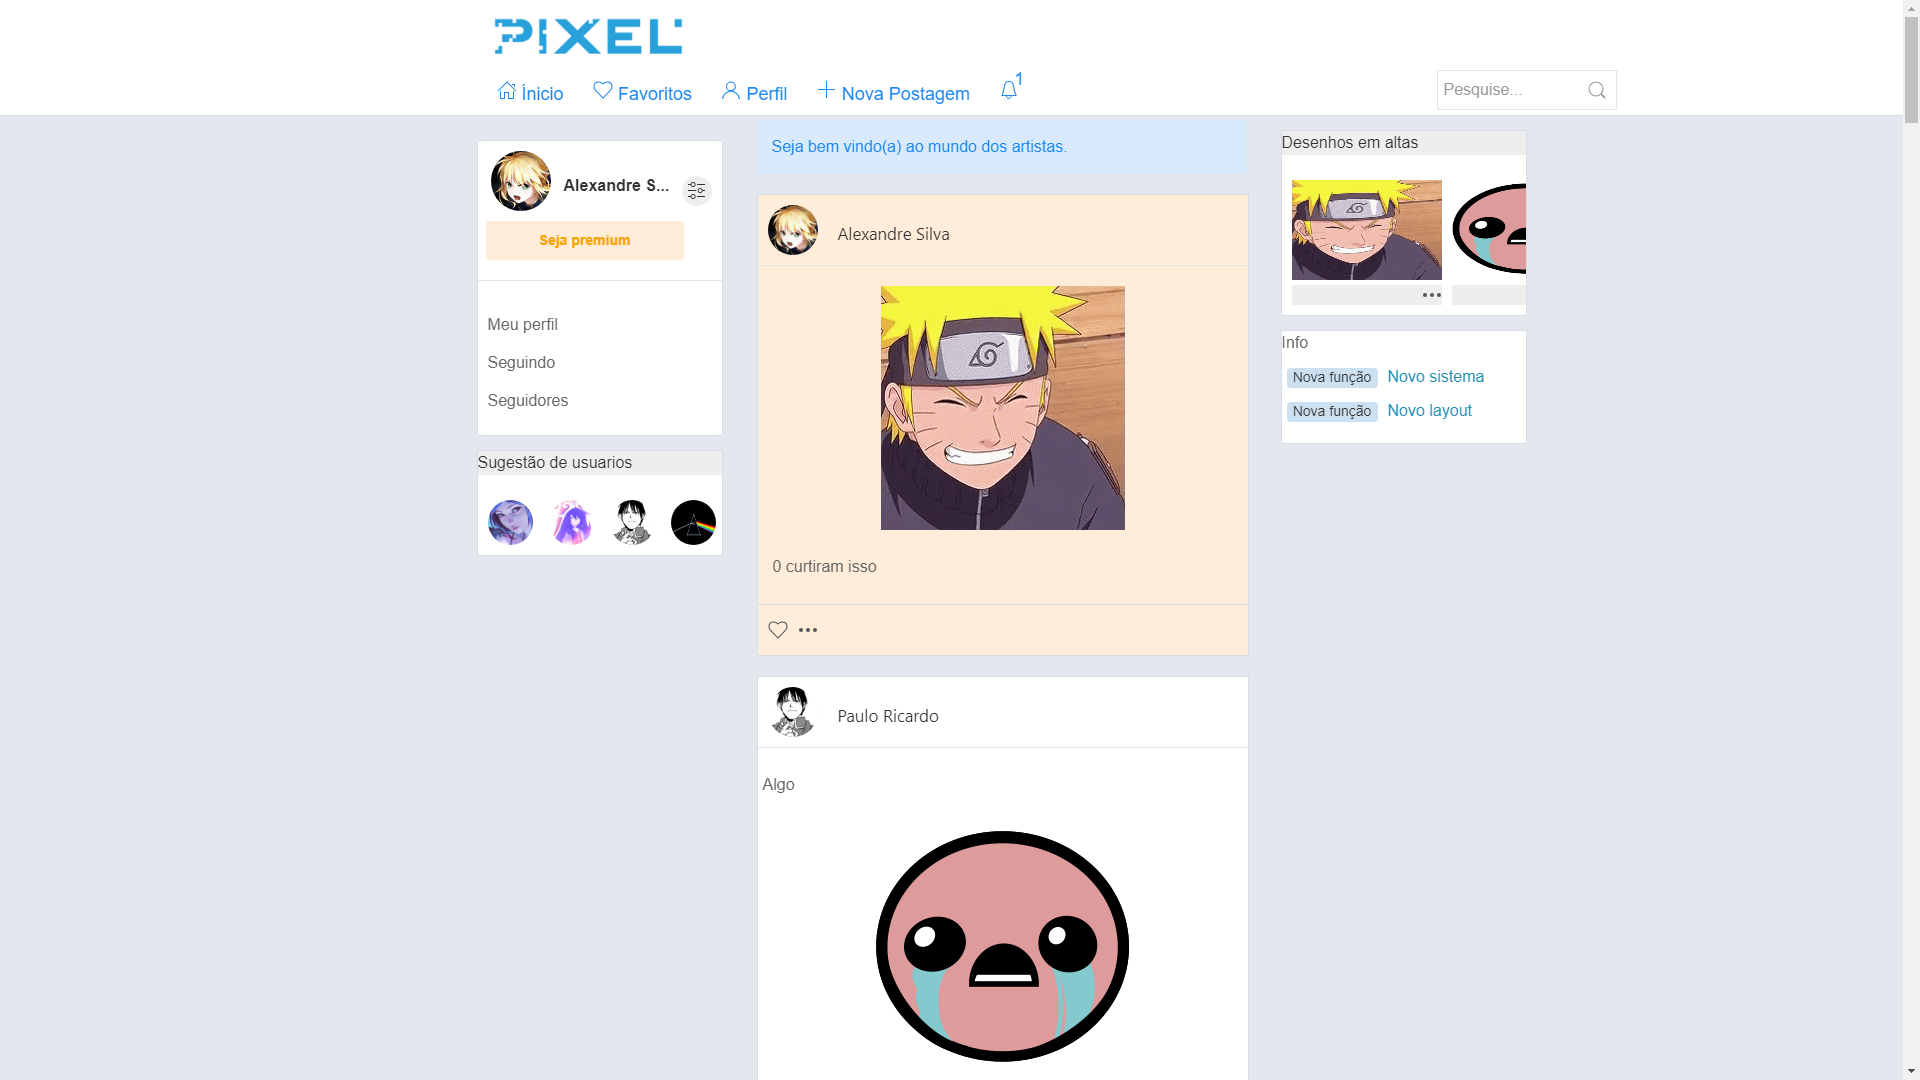 PIXEL
Ínicio Favoritos Perfil Nova Postagem 1 Pesquise...
Seja bem vindo(a) ao mundo dos artistas.
Alexandre S...
Seja premium
Meu perfil
Seguindo
Seguidores
Sugestão de usuarios
Alexandre Silva
0 curtiram isso
Paulo Ricardo
Algo
Desenhos em altas
Info
Nova função Novo sistema
Nova função Novo layout